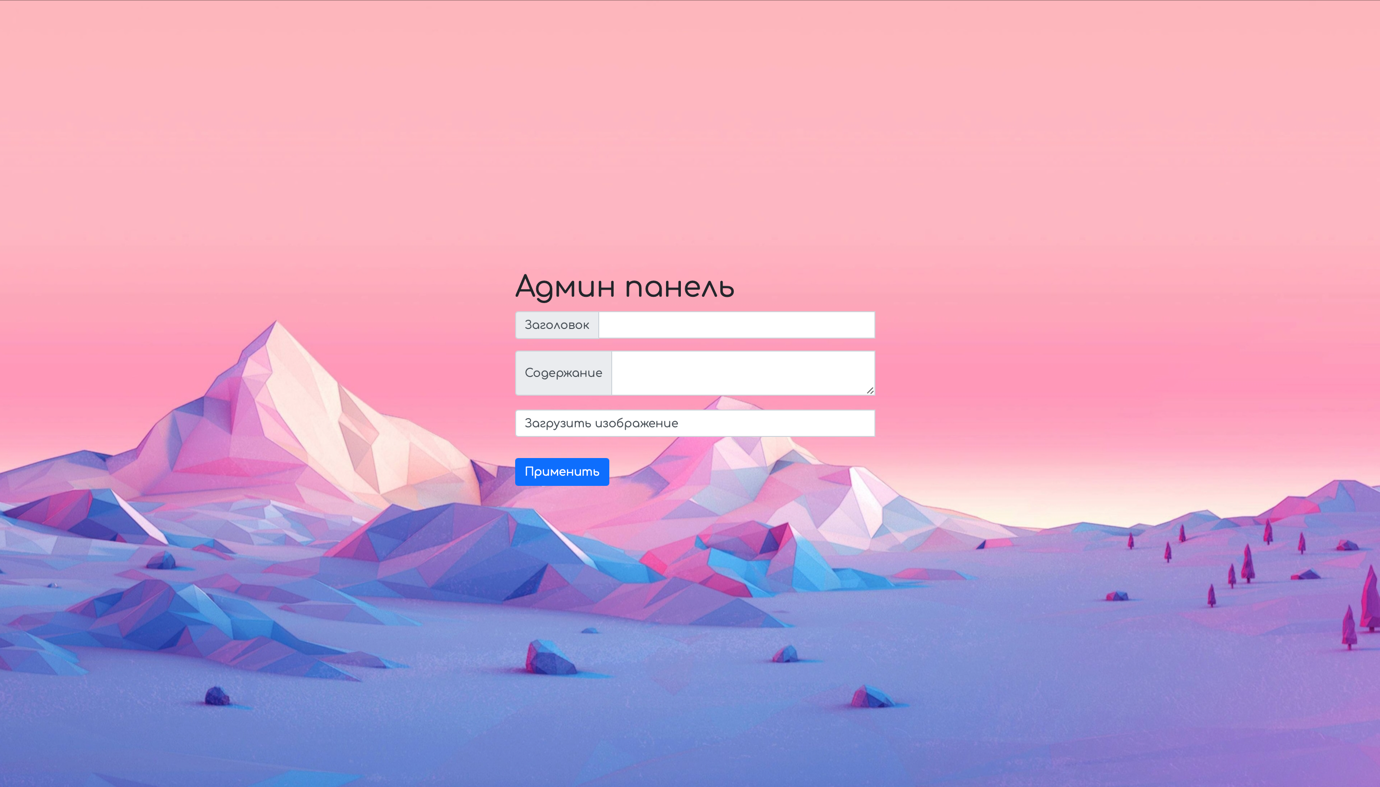 Админ панель
Заголовок
Содержание
Загрузить изображение
Применить